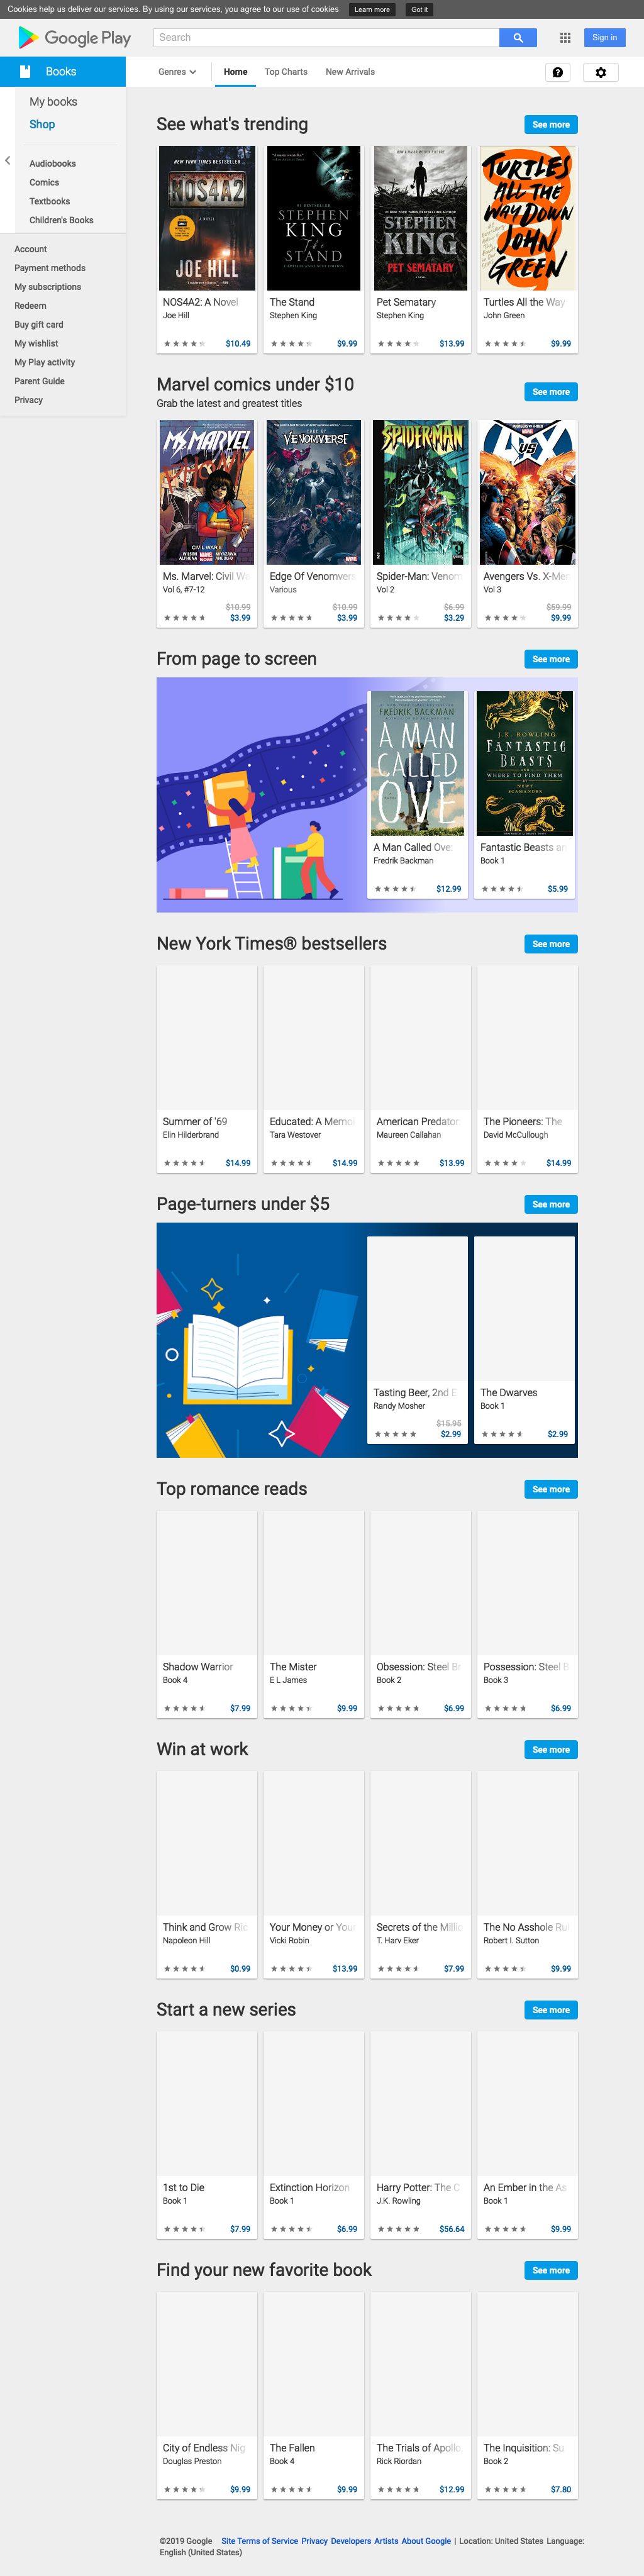 Cookies help us deliver our services. By using our services, you agree to our use of cookies Learn more Got it
Google Play
Search
Sign in
Books
Genres
Home
Top Charts
New Arrivals
My books
Shop
Audiobooks
Comics
Textbooks
Children's Books
Account
Payment methods
My subscriptions
Redeem
Buy gift card
My wishlist
My Play activity
Parent Guide
Privacy
See what's trending
See more
NEW YORK TIMES BESTSELLER
NOS4A2
A NOVEL
JOE HILL
NOS4A2: A Novel
Joe Hill
$10.49
#1 BESTSELLER
STEPHEN
KING
The
STAND
The Stand
Stephen King
$9.99
STEPHEN
KING
PET SEMATARY
Pet Sematary
Stephen King
$13.99
TURTLES
ALL THE
WAY DOWN
JOHN
GREEN
Turtles All the Way
John Green
$9.99
Marvel comics under $10
Grab the latest and greatest titles
See more
MS. MARVEL
CIVIL WAR II
WILSON
ALPHONA
MIYAZAWA
Ms. Marvel: Civil W
Vol 6, #7-12
$10.99
$3.99
EDGE OF
VENOMVERSE
MARVEL
Edge Of Venomvers
Various
$10.99
$3.99
SPIDER-MAN
Spider-Man: Venom
Vol 2
$6.99
$3.29
AVX
VS
Avengers Vs. X-Men
Vol 3
$59.99
$9.99
From page to screen
See more
FREDRIK BACKMAN
A MAN
CALLED
OVE
A Man Called Ove:
Fredrik Backman
$12.99
J.K. ROWLING
FANTASTIC
BEASTS
AND
WHERE TO FIND THEM
BY
NEWT
SCAMANDER
Fantastic Beasts an
Book 1
$5.99
New York Times® bestsellers
See more
Summer of '69
Elin Hilderbrand
$14.99
Educated: A Memoi
Tara Westover
$14.99
American Predator:
Maureen Callahan
$13.99
The Pioneers: The
David McCullough
$14.99
Page-turners under $5
See more
Tasting Beer, 2nd E
Randy Mosher
$15.95
$2.99
The Dwarves
Book 1
$2.99
Top romance reads
See more
Shadow Warrior
Book 4
$7.99
The Mister
E L James
$9.99
Obsession: Steel Br
Book 2
$6.99
Possession: Steel B
Book 3
$6.99
Win at work
See more
Think and Grow Ric
Napoleon Hill
$0.99
Your Money or Your
Vicki Robin
$13.99
Secrets of the Millio
T. Harv Eker
$7.99
The No Asshole Rul
Robert I. Sutton
$9.99
Start a new series
See more
1st to Die
Book 1
$7.99
Extinction Horizon
Book 1
$6.99
Harry Potter: The C
J.K. Rowling
$56.64
An Ember in the As
Book 1
$9.99
Find your new favorite book
See more
City of Endless Nig
Douglas Preston
$9.99
The Fallen
Book 4
$9.99
The Trials of Apollo
Rick Riordan
$12.99
The Inquisition: Su
Book 2
$7.80
©2019 Google Site Terms of Service Privacy Developers Artists About Google | Location: United States Language:
English (United States)